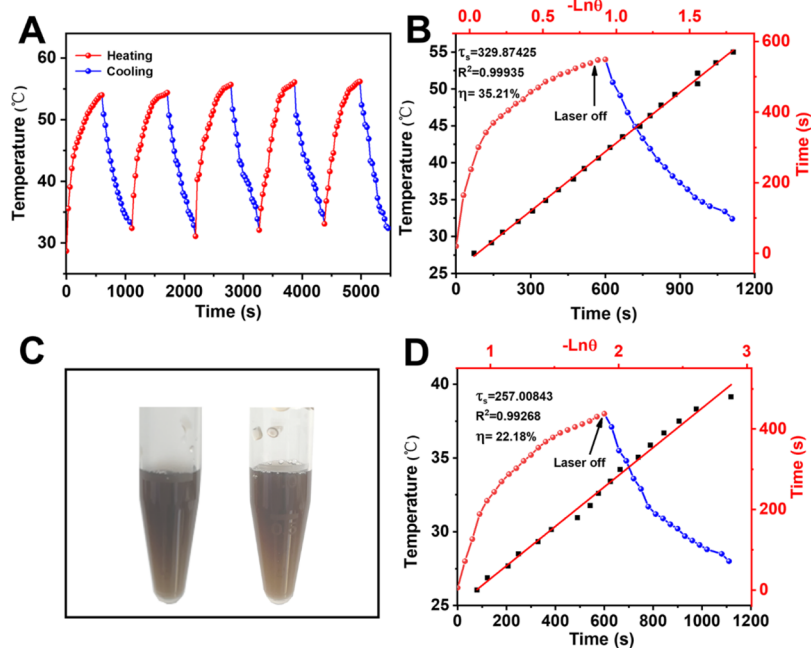 A
Heating
Cooling
Temperature (℃)
60
50
40
30
0
1000
2000
3000
4000
5000
Time (s)
B
-Lnθ
0.0
0.5
1.0
1.5
τs=329.87425
R²=0.99935
η= 35.21%
Laser off
Temperature (℃)
55
50
45
40
35
30
25
Time (s)
600
400
200
0
0
300
600
900
1200
Time (s)
C
D
-Lnθ
1
2
3
τs=257.00843
R²=0.99268
η= 22.18%
Laser off
Temperature (℃)
40
35
30
25
Time (s)
400
200
0
0
200
400
600
800
1000
1200
Time (s)